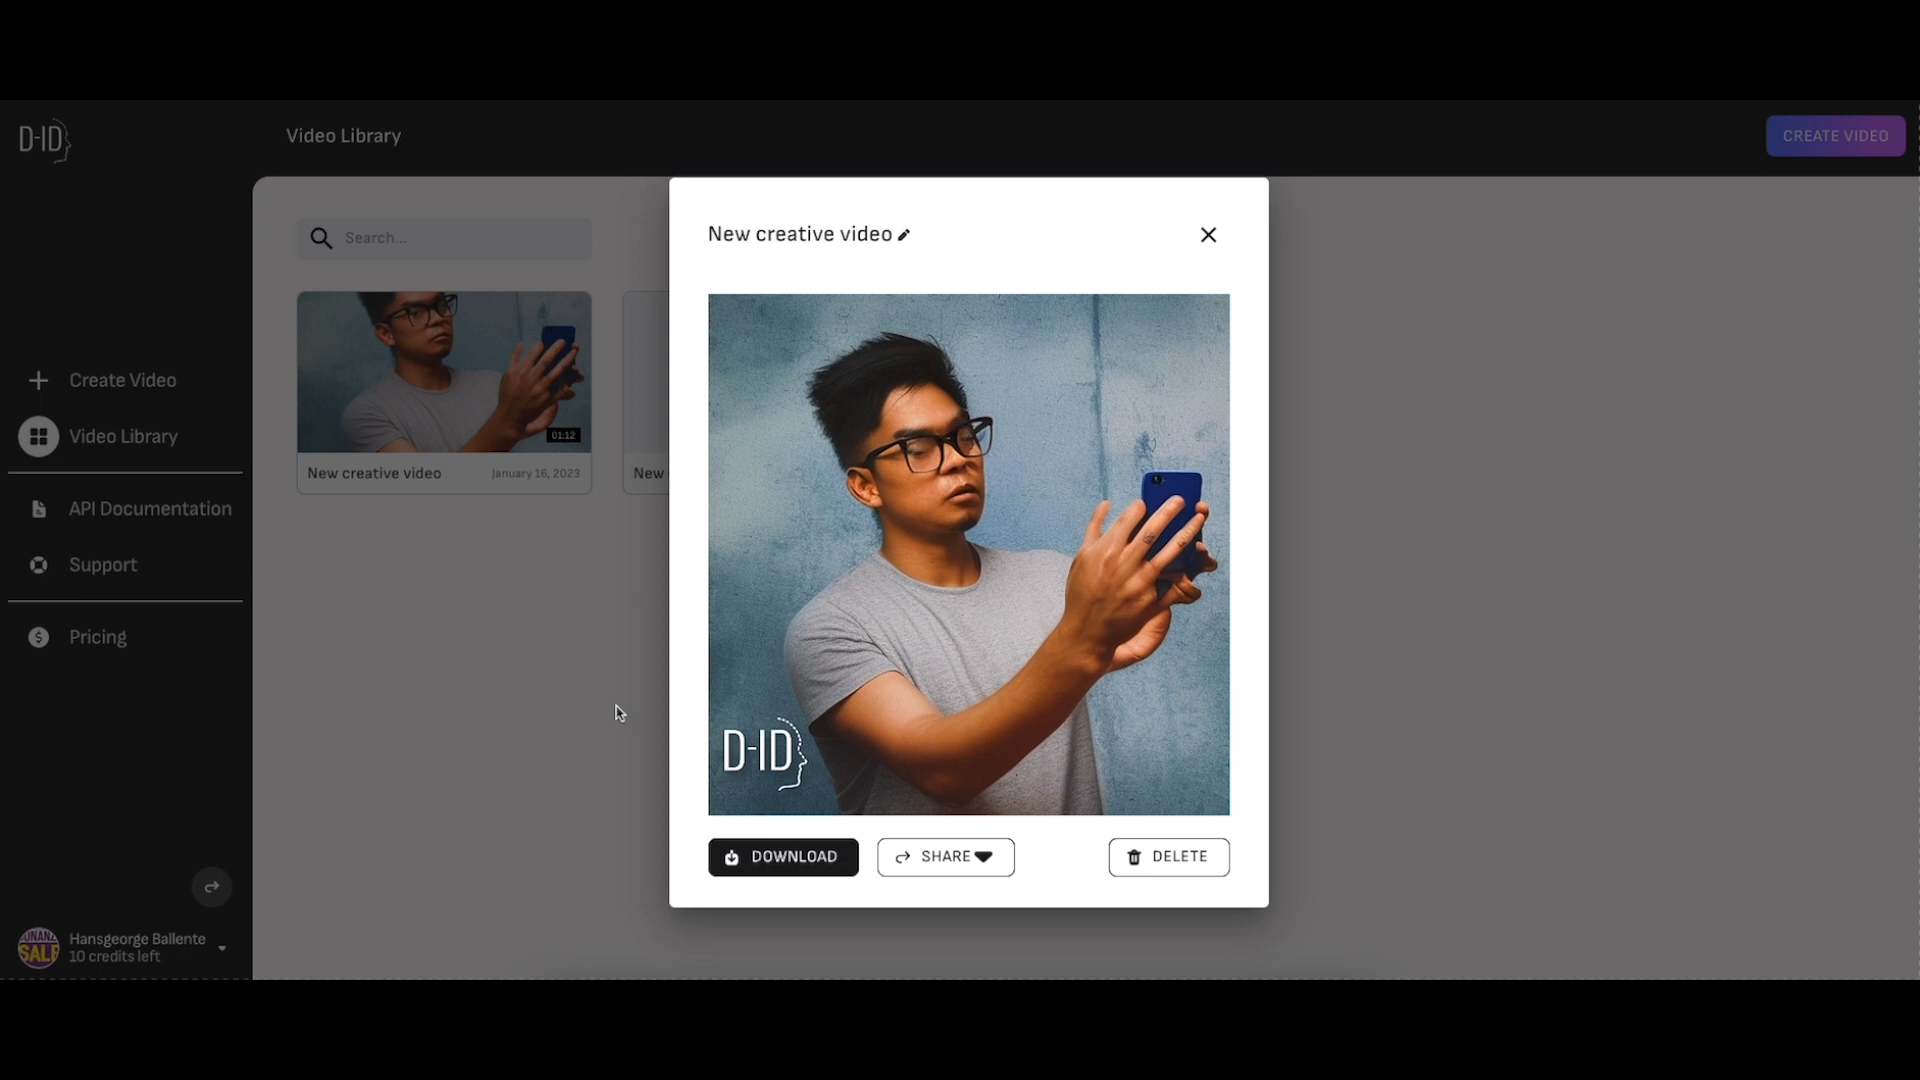 D-ID
Video Library
CREATE VIDEO
Search...
New creative video
01:12
New creative video
January 16, 2023
New
Create Video
Video Library
API Documentation
Support
$
Pricing
D-ID
DOWNLOAD
SHARE
DELETE
SALE
Hansgeorge Ballente
10 credits left